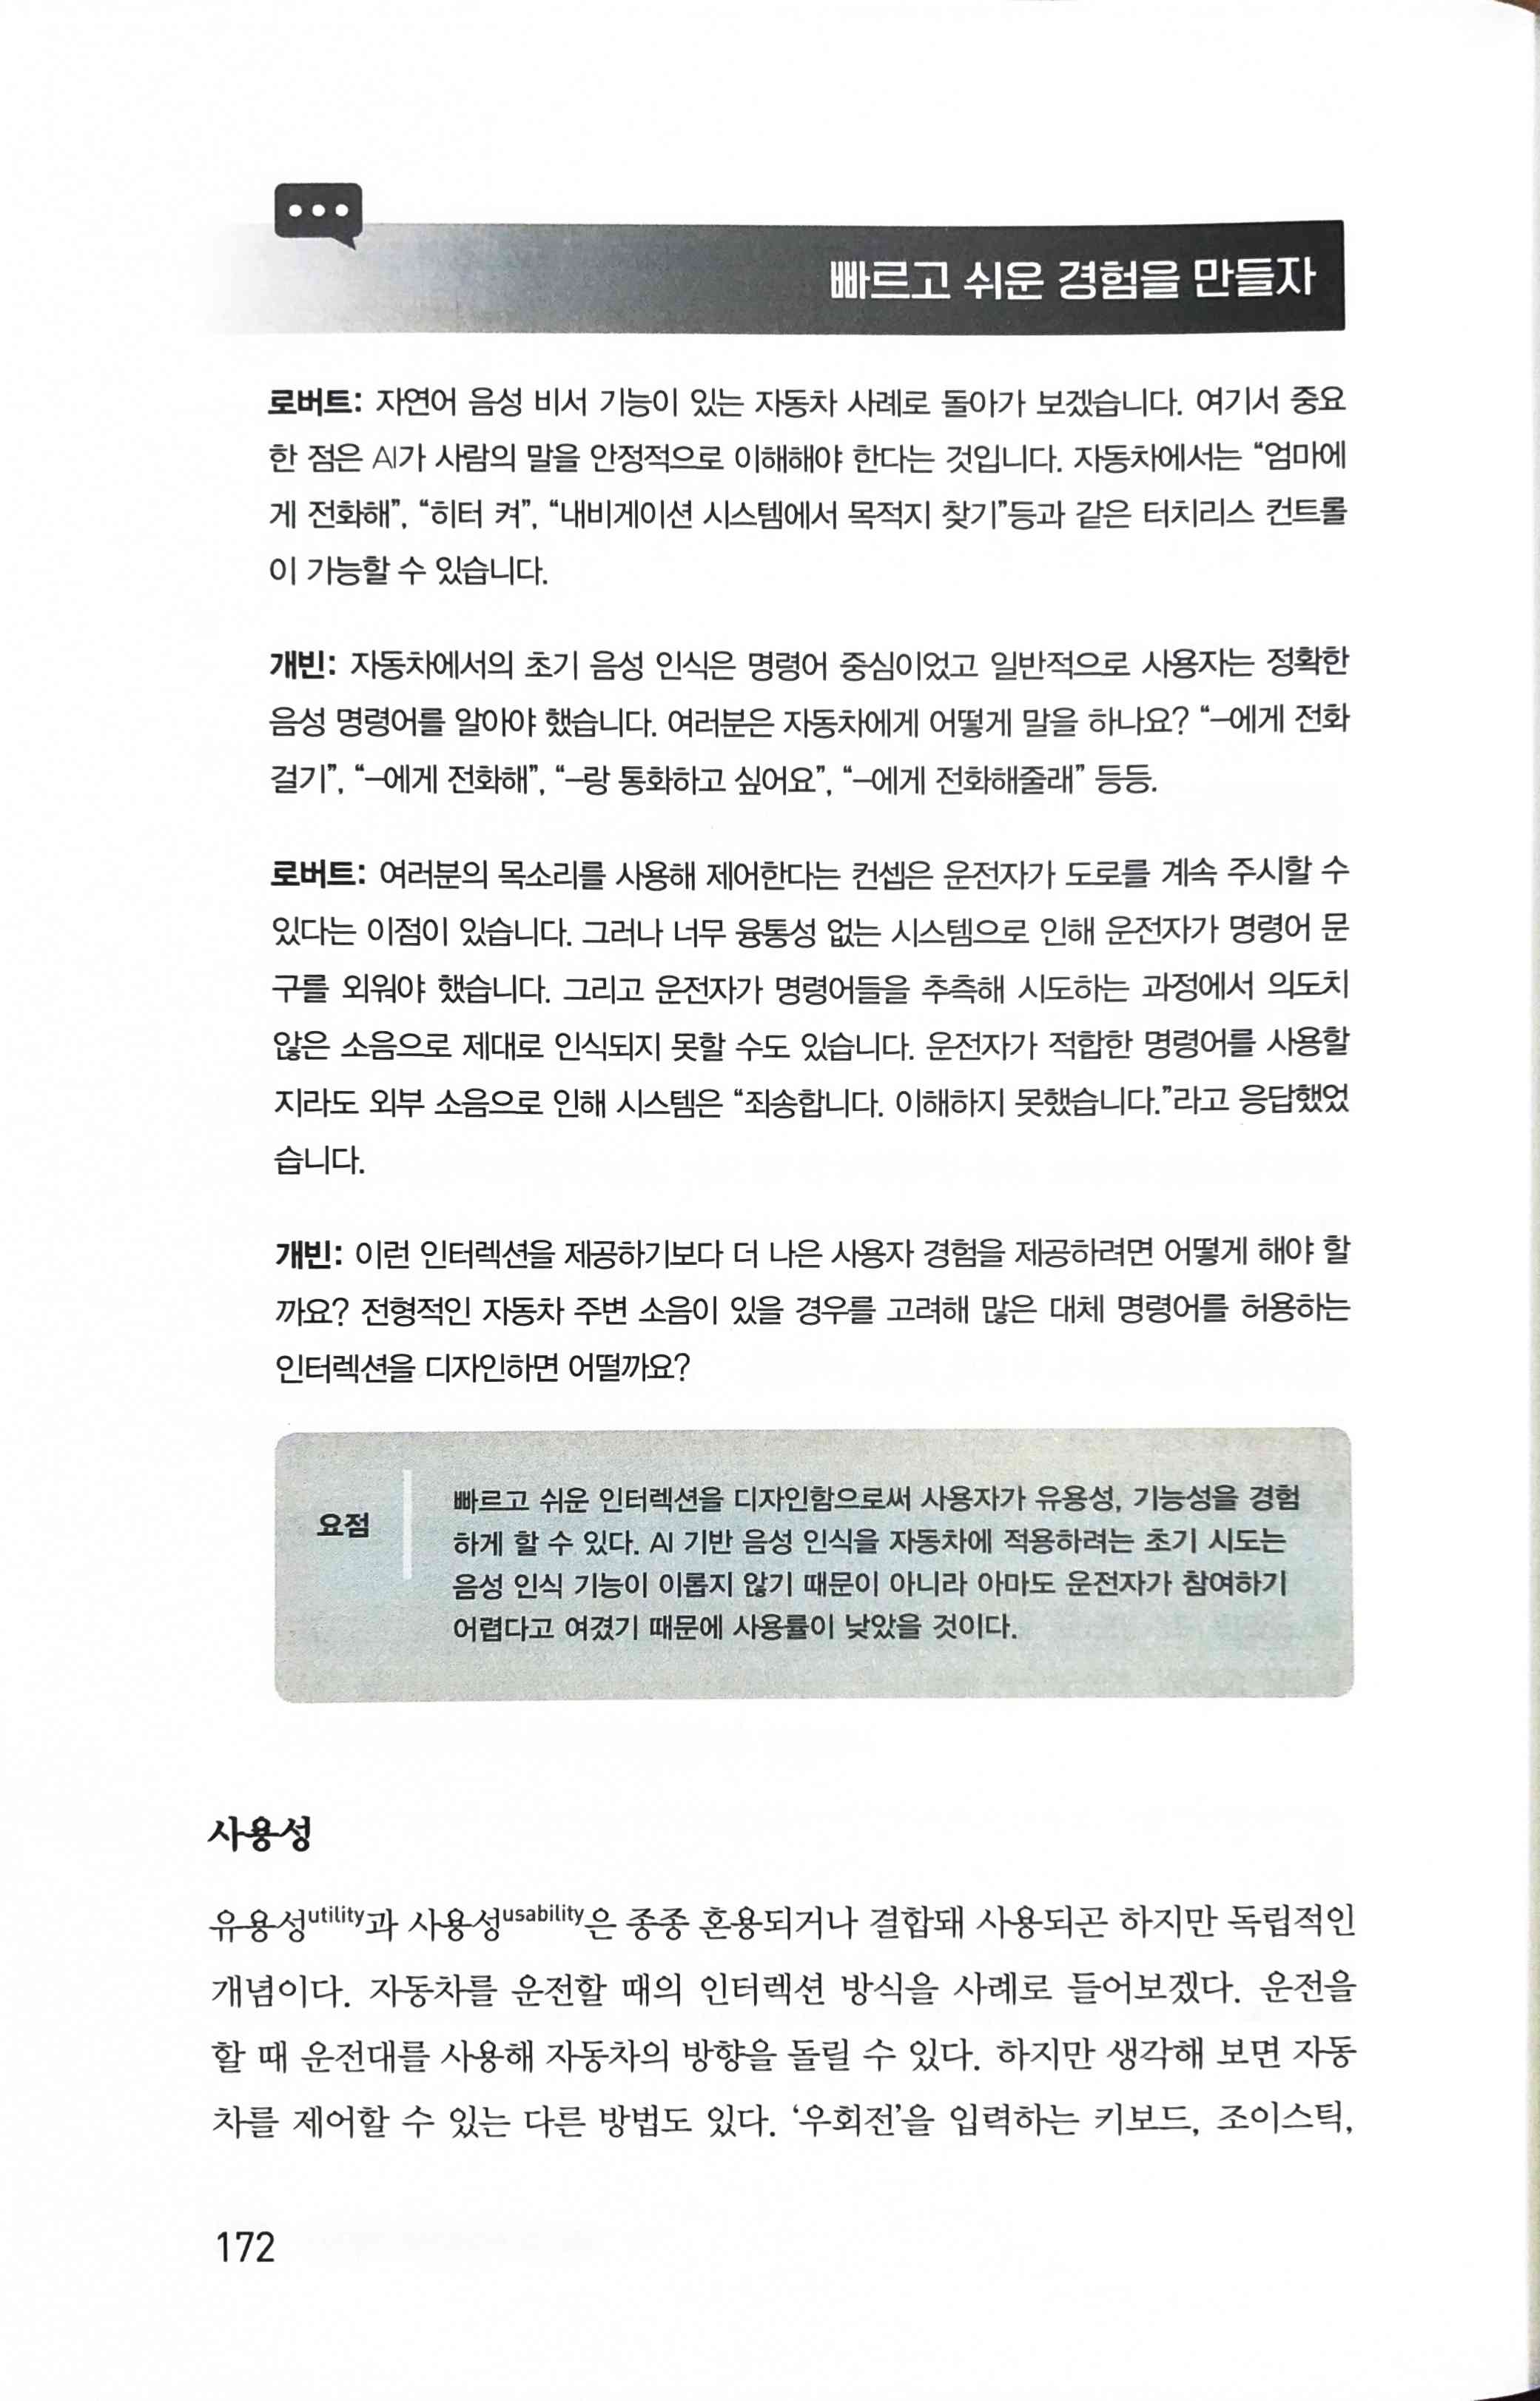 빠르고 쉬운 경험을 만들자
로버트: 자연어 음성 비서 기능이 있는 자동차 사례로 돌아가 보겠습니다. 여기서 중요
한 점은 AI가 사람의 말을 안정적으로 이해해야 한다는 것입니다. 자동차에서는 “엄마에
게 전화해”, “히터 켜”, “내비게이션 시스템에서 목적지 찾기”등과 같은 터치리스 컨트롤
이 가능할 수 있습니다.
개빈: 자동차에서의 초기 음성 인식은 명령어 중심이었고 일반적으로 사용자는 정확한
음성 명령어를 알아야 했습니다. 여러분은 자동차에게 어떻게 말을 하나요? “–에게 전화
걸기”, “–에게 전화해”, “–랑 통화하고 싶어요”, “–에게 전화해줄래” 등등.
로버트: 여러분의 목소리를 사용해 제어한다는 컨셉은 운전자가 도로를 계속 주시할 수
있다는 이점이 있습니다. 그러나 너무 융통성 없는 시스템으로 인해 운전자가 명령어 문
구를 외워야 했습니다. 그리고 운전자가 명령어들을 추측해 시도하는 과정에서 의도치
않은 소음으로 제대로 인식되지 못할 수도 있습니다. 운전자가 적합한 명령어를 사용할
지라도 외부 소음으로 인해 시스템은 “죄송합니다. 이해하지 못했습니다.”라고 응답했었
습니다.
개빈: 이런 인터렉션을 제공하기보다 더 나은 사용자 경험을 제공하려면 어떻게 해야 할
까요? 전형적인 자동차 주변 소음이 있을 경우를 고려해 많은 대체 명령어를 허용하는
인터렉션을 디자인하면 어떨까요?
요점
빠르고 쉬운 인터렉션을 디자인함으로써 사용자가 유용성, 기능성을 경험
하게 할 수 있다. AI 기반 음성 인식을 자동차에 적용하려는 초기 시도는
음성 인식 기능이 이롭지 않기 때문이 아니라 아마도 운전자가 참여하기
어렵다고 여겼기 때문에 사용률이 낮았을 것이다.
사용성
유용성utility과 사용성usability은 종종 혼용되거나 결합돼 사용되곤 하지만 독립적인
개념이다. 자동차를 운전할 때의 인터렉션 방식을 사례로 들어보겠다. 운전을
할 때 운전대를 사용해 자동차의 방향을 돌릴 수 있다. 하지만 생각해 보면 자동
차를 제어할 수 있는 다른 방법도 있다. ‘우회전’을 입력하는 키보드, 조이스틱,
172